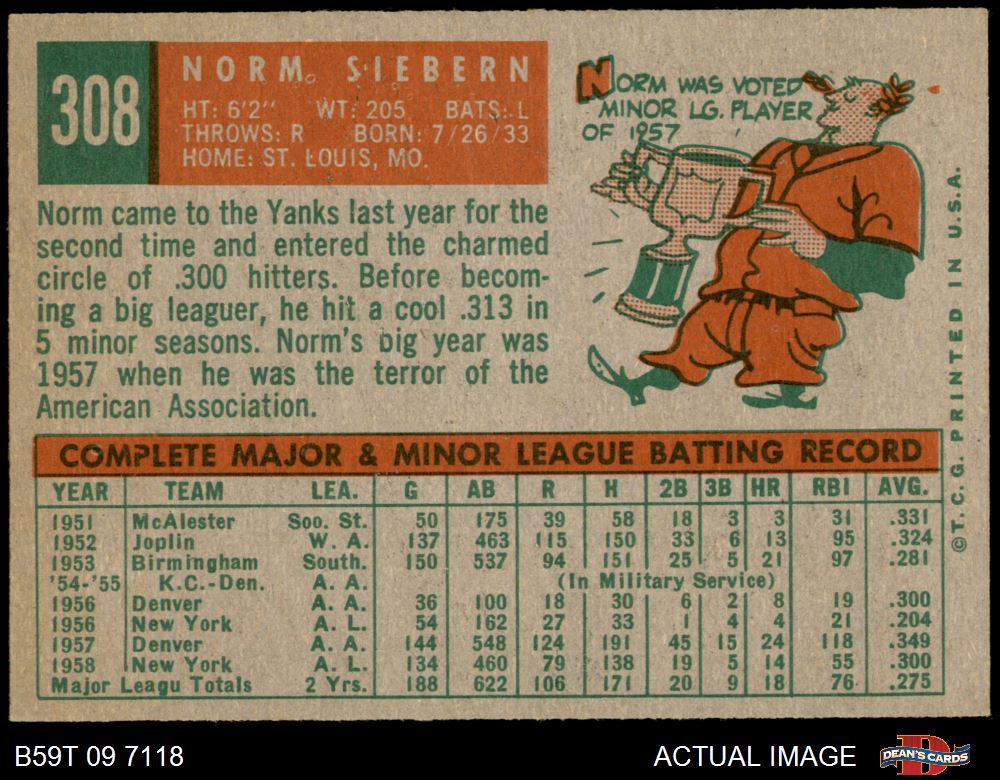 308
NORM SIEBERN
HT: 6'2" WT: 205 BATS: L
THROWS: R BORN: 7/26/33
HOME: ST. LOUIS, MO.
NORM WAS VOTED
MINOR LG. PLAYER
OF 1957
Norm came to the Yanks last year for the
second time and entered the charmed
circle of .300 hitters. Before becom-
ing a big leaguer, he hit a cool .313 in
5 minor seasons. Norm's big year was
1957 when he was the terror of the
American Association.
COMPLETE MAJOR & MINOR LEAGUE BATTING RECORD
YEAR TEAM LEA. G AB R H 2B 3B HR RBI AVG.
1951 McAlester Soo. St. 50 175 39 58 18 3 3 31 .331
1952 Joplin W. A. 137 463 115 150 33 6 13 95 .324
1953 Birmingham South. 150 537 94 151 25 5 21 97 .281
'54-'55 K.C.-Den. A. A. (In Military Service)
1956 Denver A. A. 36 100 18 30 6 2 8 19 .300
1956 New York A. L. 54 162 27 33 1 4 4 21 .204
1957 Denver A. A. 144 548 124 191 45 15 24 118 .349
1958 New York A. L. 134 460 79 138 19 5 14 55 .300
Major Leagu Totals 2 Yrs. 188 622 106 171 20 9 18 76 .275
© T. C. G. PRINTED IN U.S.A.
B59T 09 7118
ACTUAL IMAGE
D
DEAN'S CARDS